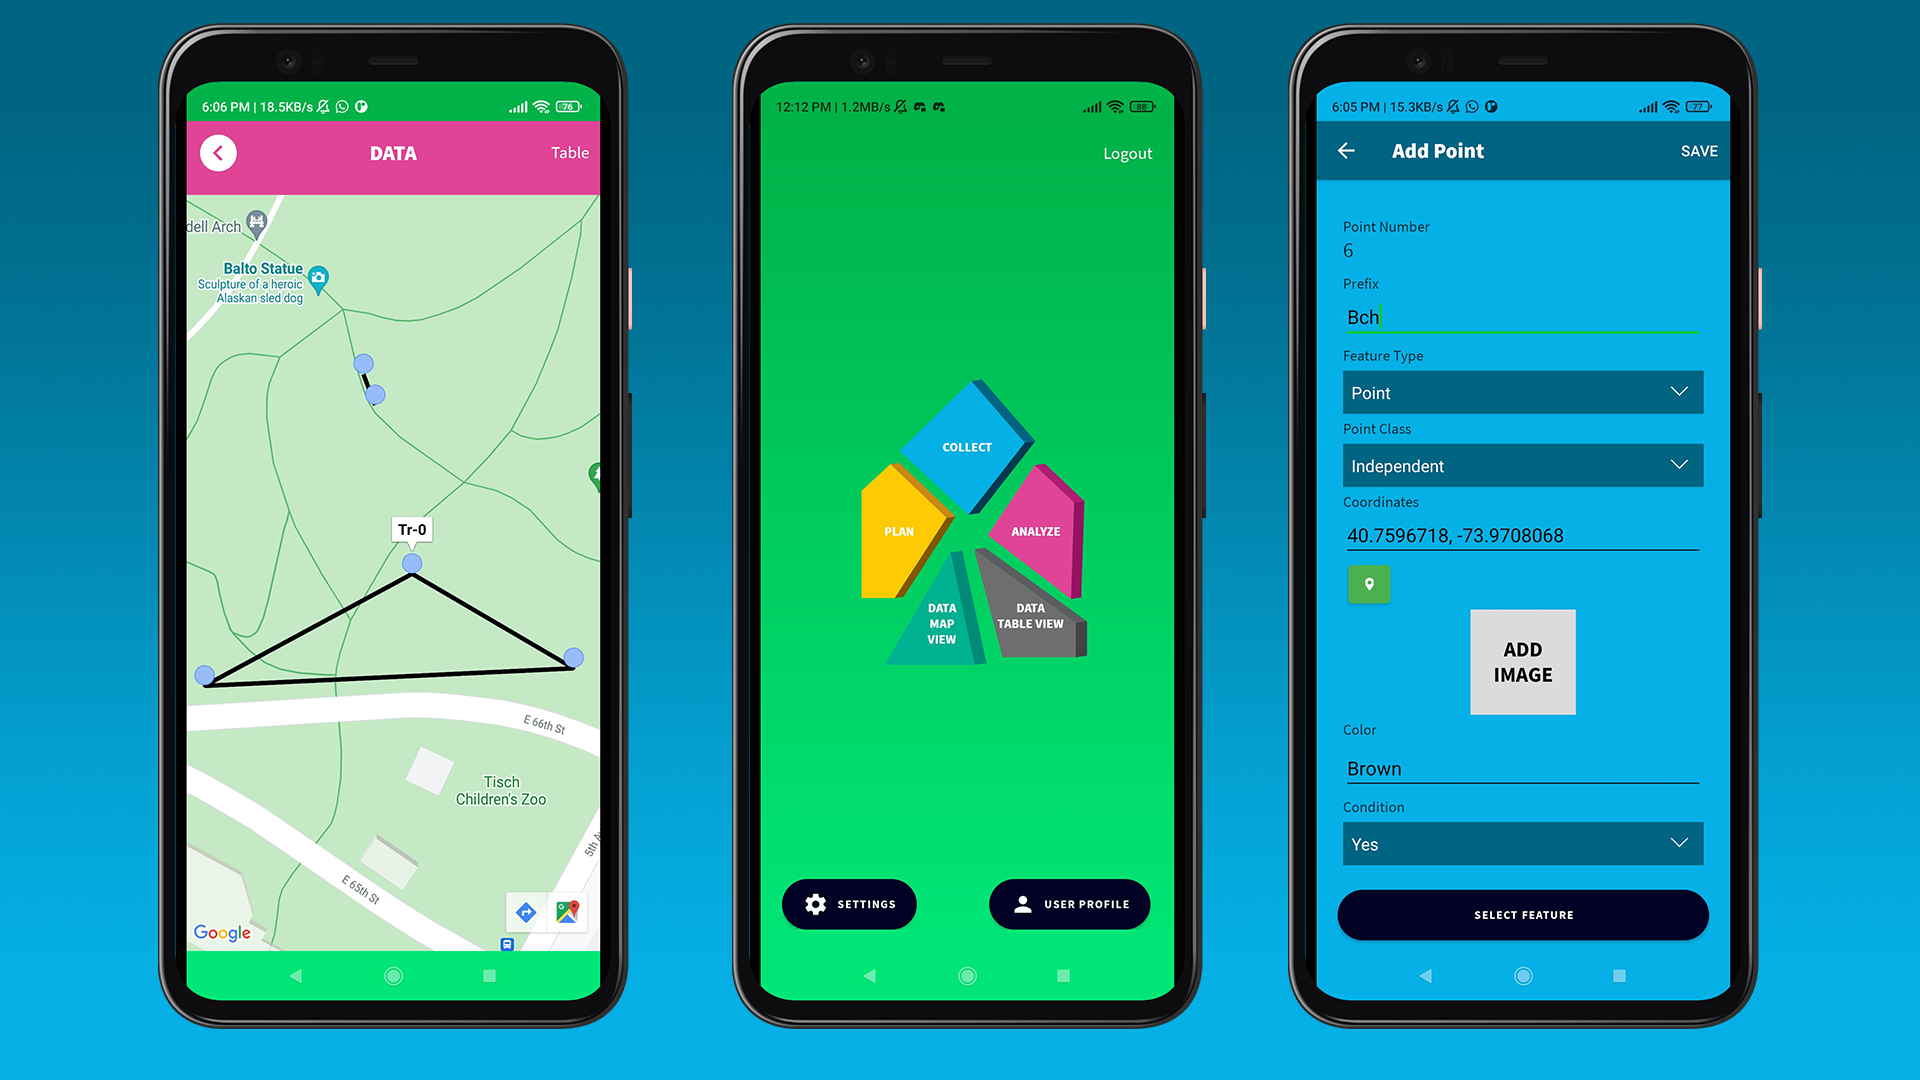 6:06 PM | 18.5KB/s
76
DATA
Table
dell Arch
Balto Statue
Sculpture of a heroic
Alaskan sled dog
Tr-0
E 66th St
Tisch
Children's Zoo
5th A
E 65th St
Google
12:12 PM | 1.2MB/s
88
Logout
COLLECT
PLAN
ANALYZE
DATA
MAP
VIEW
DATA
TABLE VIEW
SETTINGS
USER PROFILE
6:05 PM | 15.3KB/s
77
Add Point
SAVE
Point Number
6
Prefix
Bch
Feature Type
Point
Point Class
Independent
Coordinates
40.7596718, -73.9708068
ADD
IMAGE
Color
Brown
Condition
Yes
SELECT FEATURE